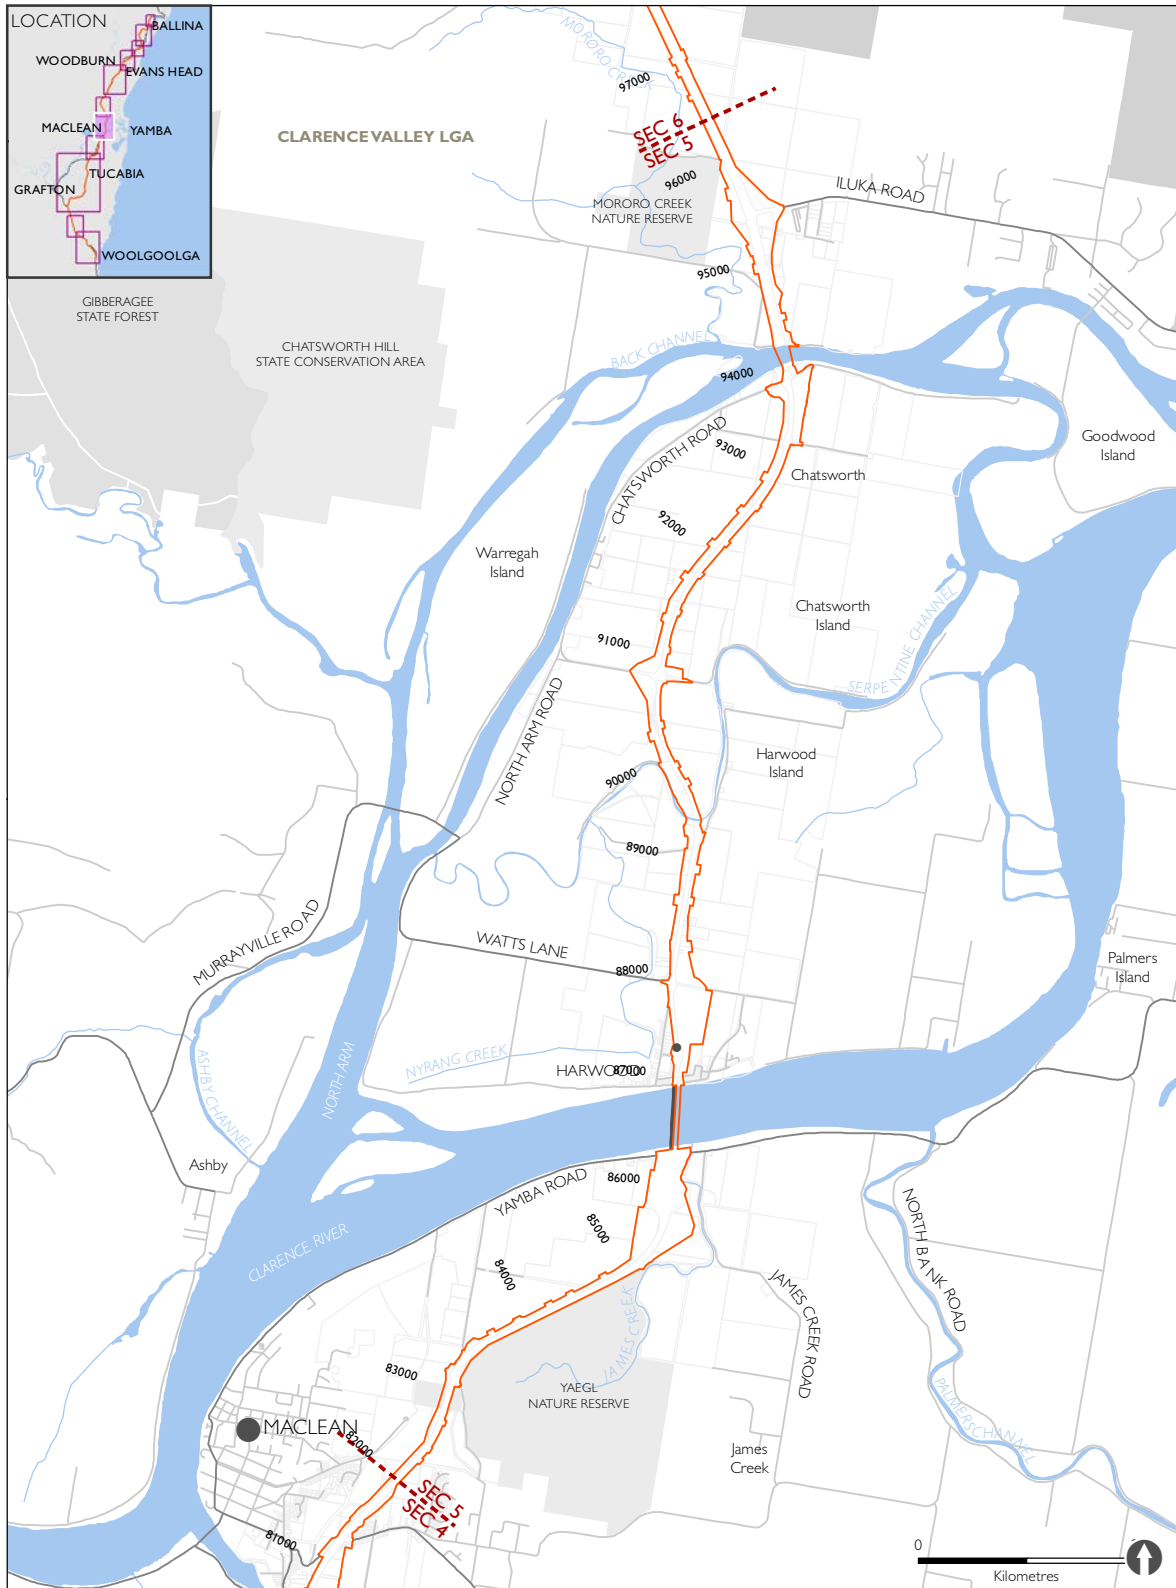 LOCATION
BALLINA
WOODBURN
EVANS HEAD
MACLEAN
YAMBA
TUCABIA
GRAFTON
WOOLGOOLGA
CLARENCE VALLEY LGA
MORORO CREEK
97000
SEC 6
SEC 5
96000
MORORO CREEK
NATURE RESERVE
ILUKA ROAD
95000
GIBBERAGEE
STATE FOREST
CHATSWORTH HILL
STATE CONSERVATION AREA
BACK CHANNEL
94000
CHATSWORTH ROAD
93000
Goodwood
Island
Chatsworth
92000
Warregah
Island
Chatsworth
Island
SERPENTINE CHANNEL
91000
NORTH ARM ROAD
Harwood
Island
90000
89000
MURRAYVILLE ROAD
WATTS LANE
88000
Palmers
Island
ASHBY CHANNEL
NORTH ARM
NYRANG CREEK
HARWOOD
87000
Ashby
YAMBA ROAD
86000
85000
CLARENCE RIVER
84000
NORTH BANK ROAD
JAMES CREEK ROAD
JAMES CREEK
83000
YAEGL
NATURE RESERVE
PALMERS CHANNEL
MACLEAN
82000
James
Creek
SEC 5
SEC 4
81000
0
Kilometres